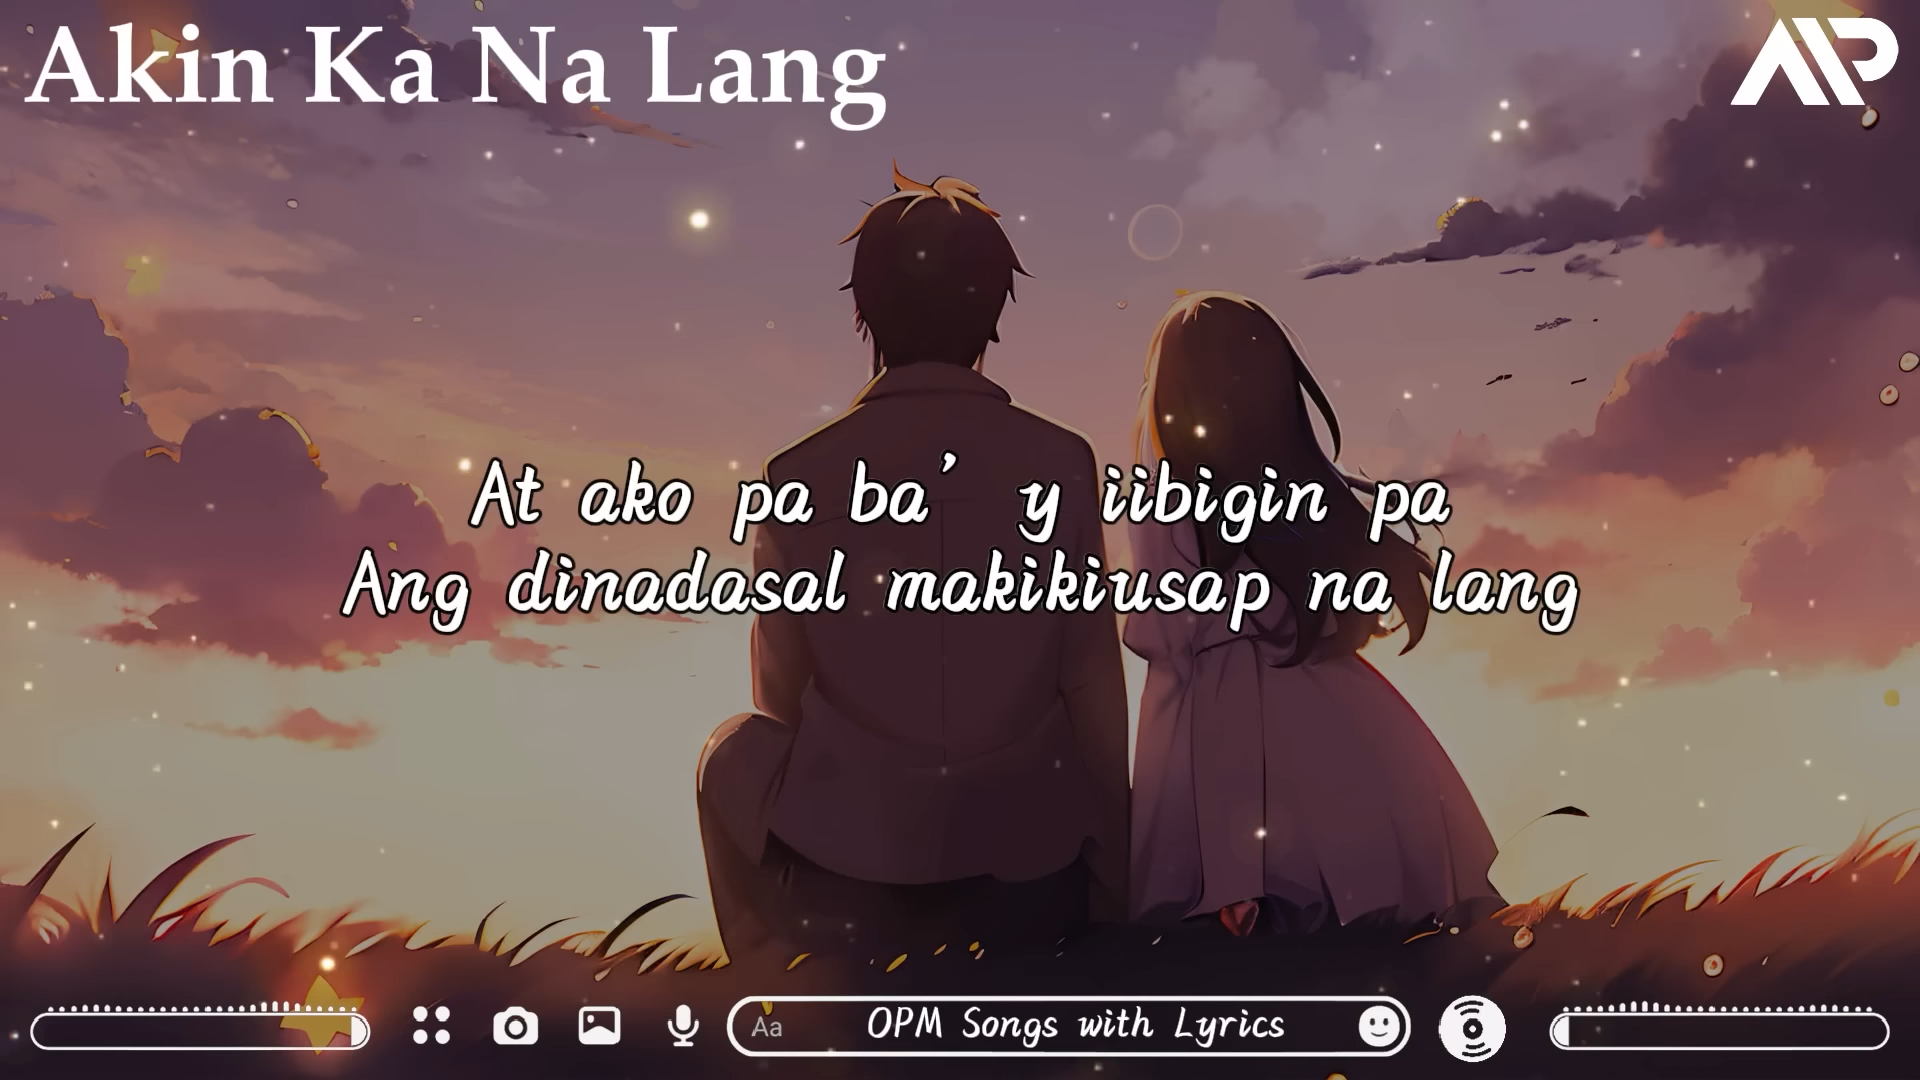 Akin Ka Na Lang
AP
At ako pa ba' y iibigin pa
Ang dinadasal makikiusap na lang
Aa OPM Songs with Lyrics